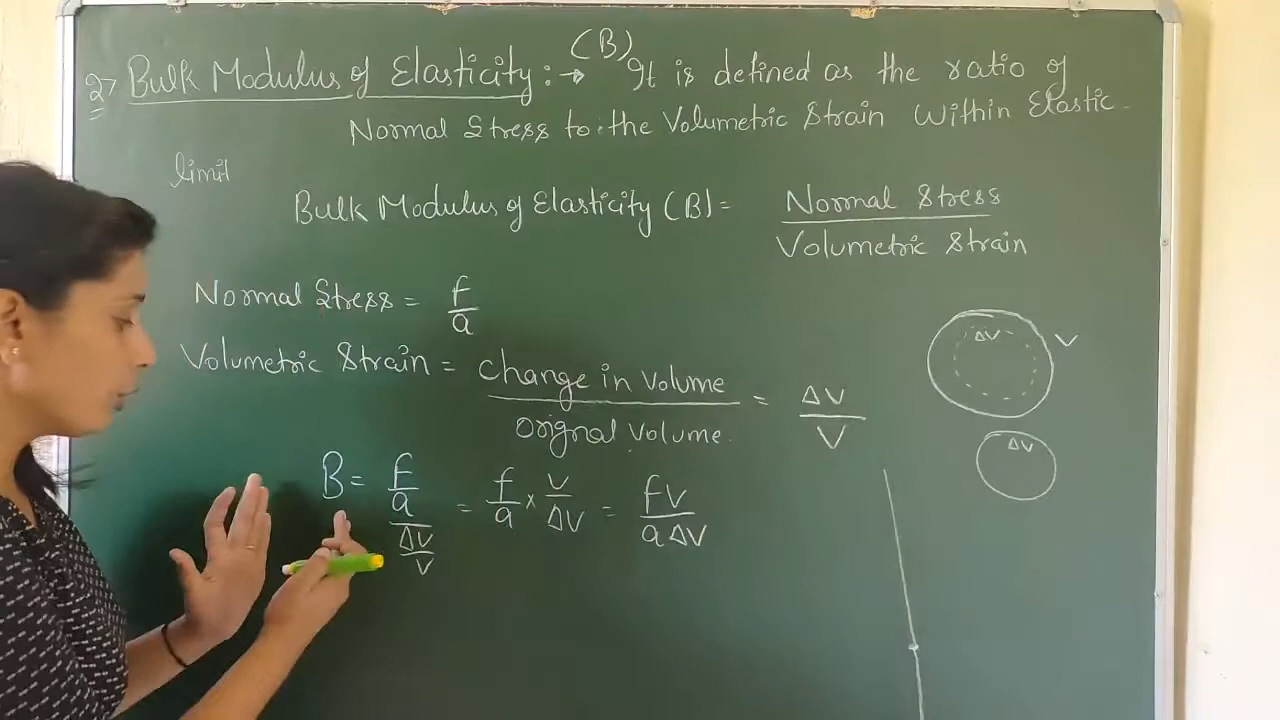 2> Bulk Modulus of Elasticity :→ (B) It is defined as the ratio of
Normal Stress to the Volumetric Strain Within Elastic
limit
Bulk Modulus of Elasticity (B) = Normal Stress / Volumetric Strain
Normal Stress = F/a
Volumetric Strain = change in Volume / orignal Volume. = ΔV/V
ΔV V
ΔV
B = F/a / ΔV/V = F/a × V/ΔV = FV / aΔV